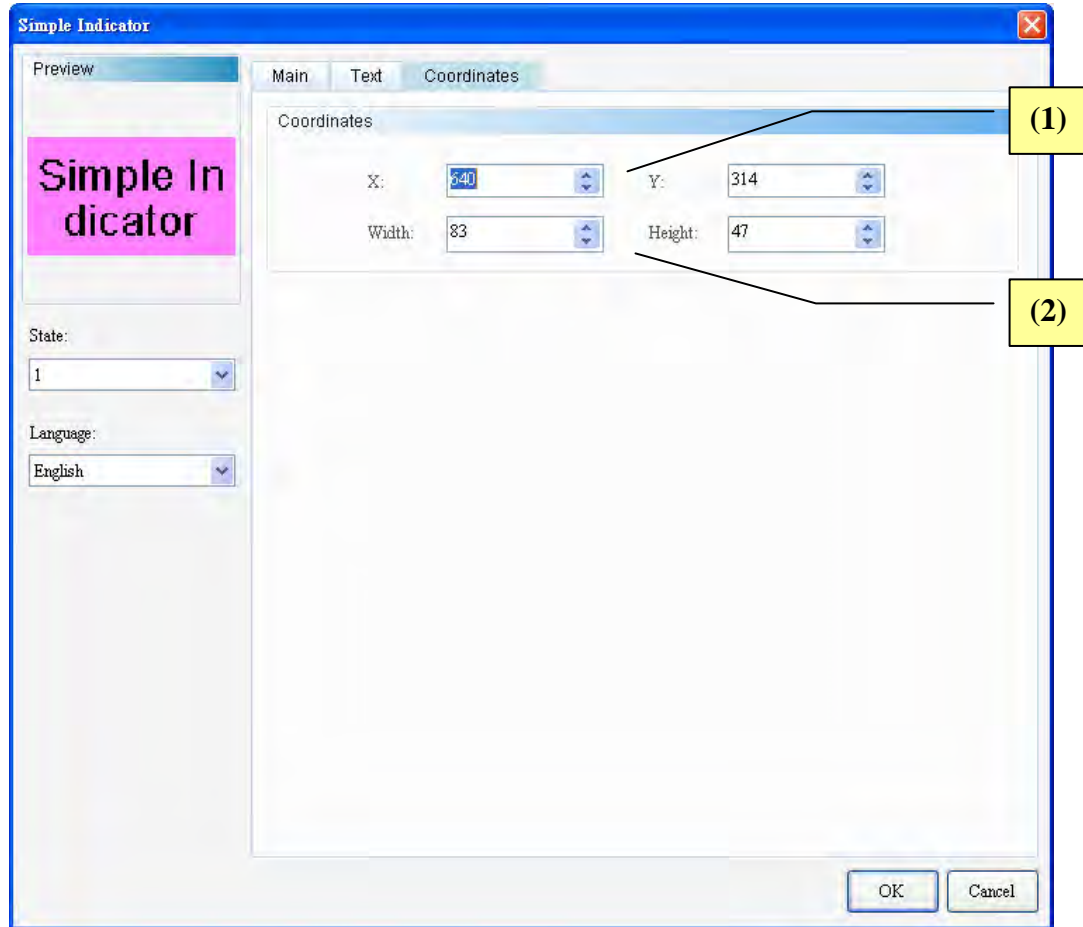 Simple Indicator
Preview
Main Text Coordinates
Coordinates
(1)
Simple In
dicator
X: 640 Y: 314
Width: 83 Height: 47
(2)
State:
1
Language:
English
OK Cancel